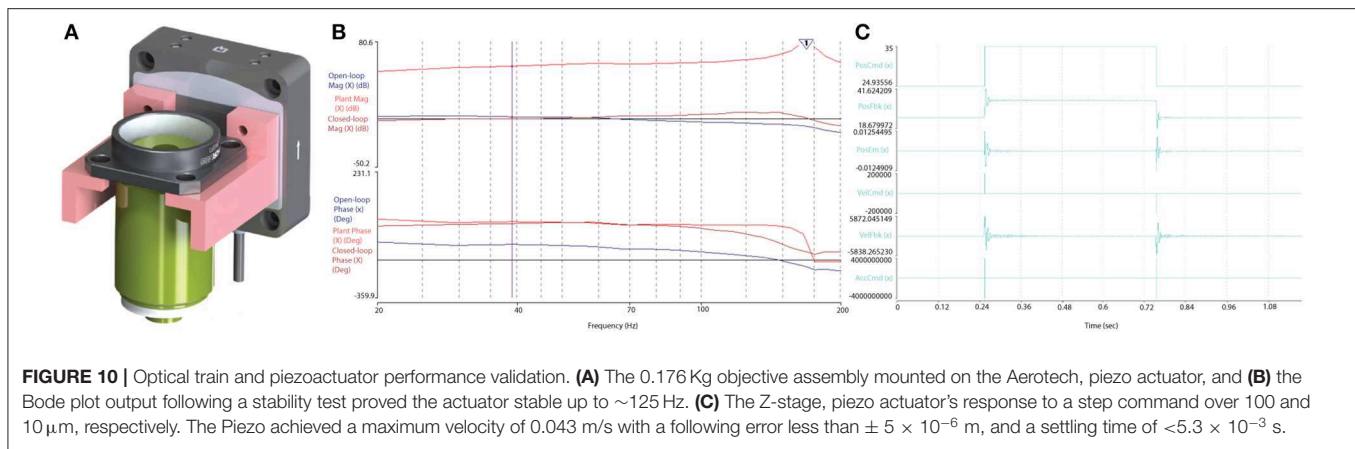 A
B
80.6
Open-loop
Mag (X) (dB)
Plant Mag
(X) (dB)
Closed-loop
Mag (X) (dB)
-50.2
231.1
Open-loop
Phase (x)
(Deg)
Plant Phase
(X) (Deg)
Closed-loop
Phase (X)
(Deg)
-359.9
1
20
40
70
100
200
Frequency (Hz)
C
35
PosCmd (x)
24.93556
41.624209
PosFbk (x)
18.679972
0.01254495
PosErr (x)
-0.0124909
200000
VelCmd (x)
-200000
5872.045149
VelFbk (x)
-5838.265230
4000000000
AccCmd (x)
-4000000000
0
0.12
0.24
0.36
0.48
0.6
0.72
0.84
0.96
1.08
Time (sec)
FIGURE 10 | Optical train and piezoactuator performance validation. (A) The 0.176 Kg objective assembly mounted on the Aerotech, piezo actuator, and (B) the
Bode plot output following a stability test proved the actuator stable up to ~125 Hz. (C) The Z-stage, piezo actuator's response to a step command over 100 and
10 μm, respectively. The Piezo achieved a maximum velocity of 0.043 m/s with a following error less than ± 5 × 10⁻⁶ m, and a settling time of <5.3 × 10⁻³ s.